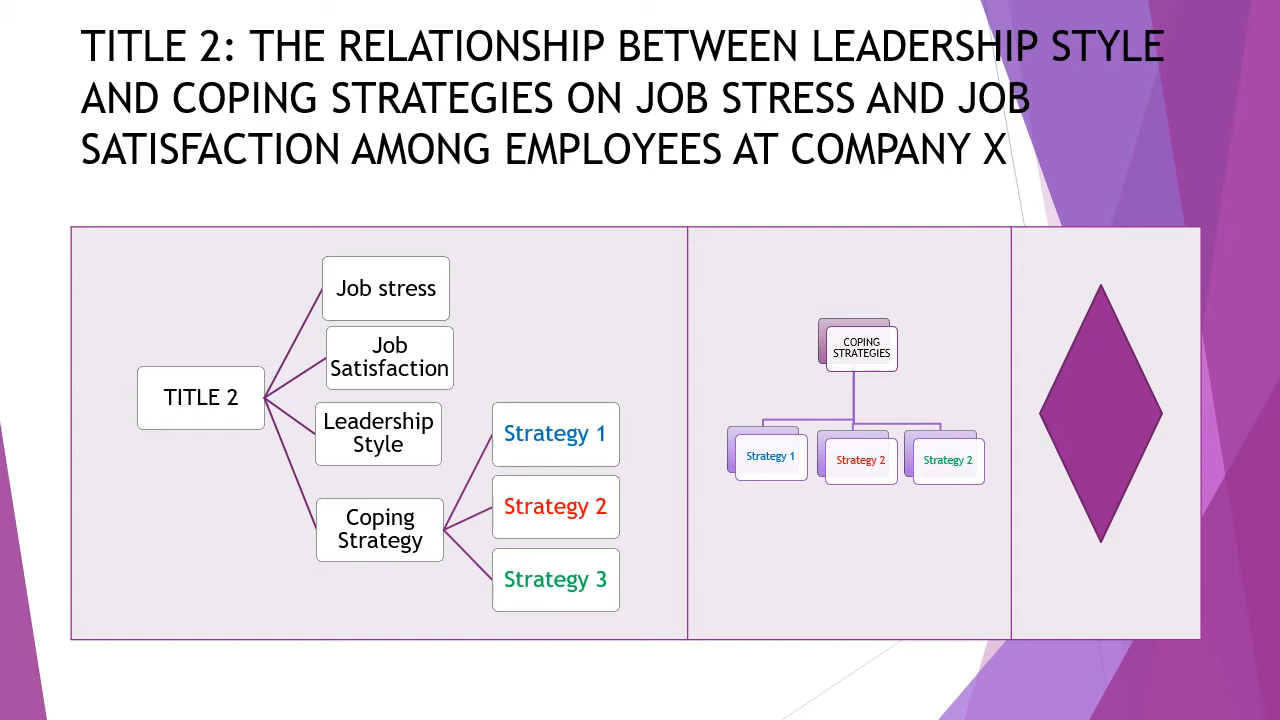 TITLE 2: THE RELATIONSHIP BETWEEN LEADERSHIP STYLE
AND COPING STRATEGIES ON JOB STRESS AND JOB
SATISFACTION AMONG EMPLOYEES AT COMPANY X
TITLE 2
Job stress
Job
Satisfaction
Leadership
Style
Coping
Strategy
Strategy 1
Strategy 2
Strategy 3
COPING
STRATEGIES
Strategy 1
Strategy 2
Strategy 2